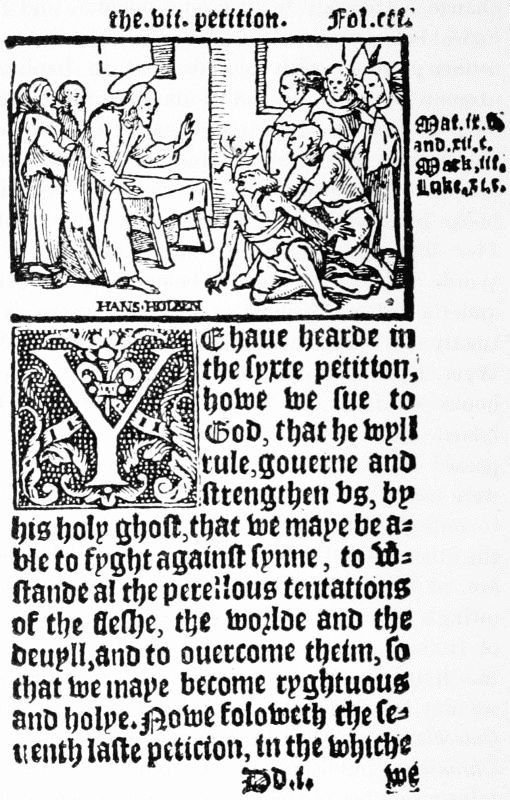 the.vii. petition. Fol.ccl.
Mat.ix.
and.xii.c.
Mark.iii.
Luke.xi.c.
HANS·HOLBEN
YE haue hearde in
the syxte petition,
howe we sue to
God, that he wyll
rule, gouerne and
strengthen vs, by
his holy ghost, that we maye be a=
ble to fyght against synne, to W=
stande al the perellous tentations
of the fleshe, the worlde and the
deuyll, and to ouercome theim, so
that we maye become ryghtuous
and holye. Nowe foloweth the se=
uenth laste peticion, in the whiche
Dd.i. we